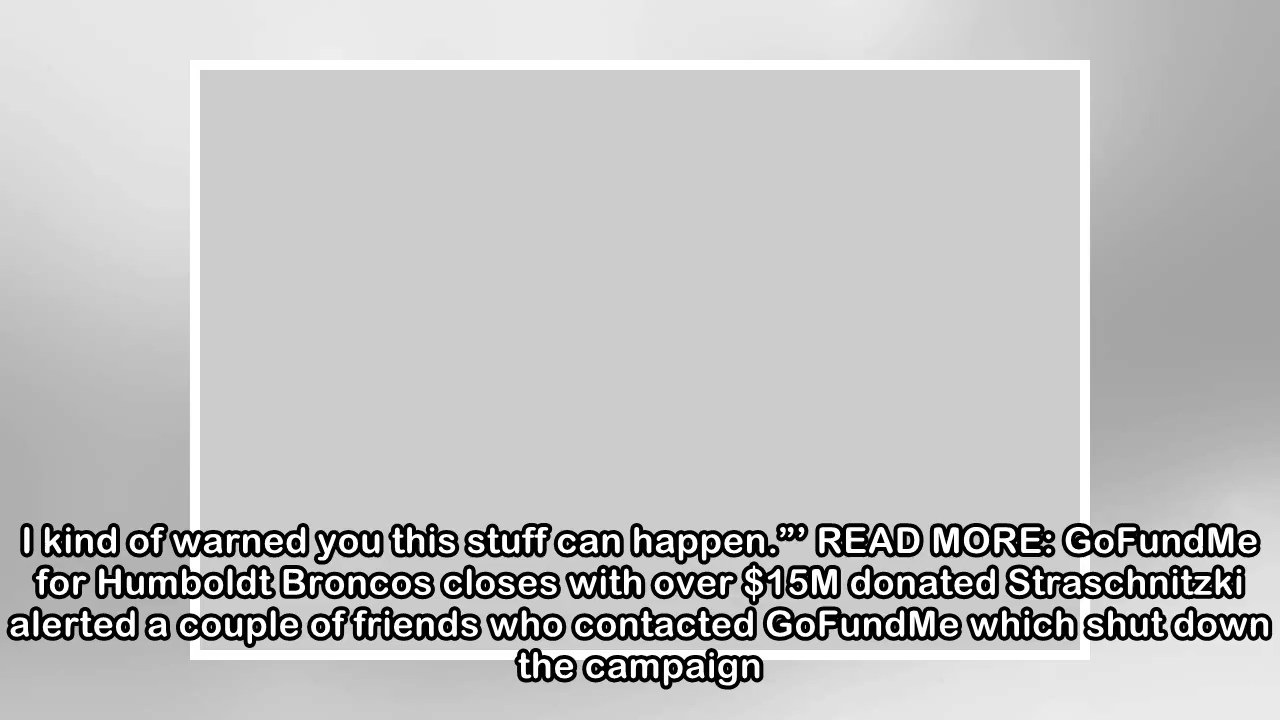 I kind of warned you this stuff can happen.”’ READ MORE: GoFundMe
for Humboldt Broncos closes with over $15M donated Straschnitzki
alerted a couple of friends who contacted GoFundMe which shut down
the campaign